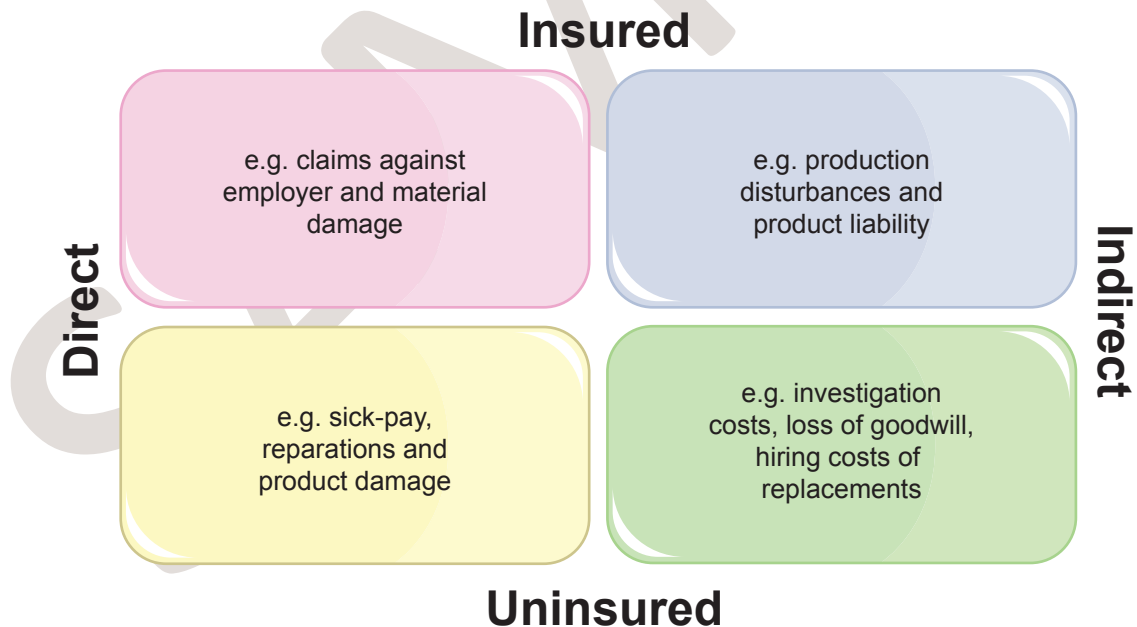 Insured
e.g. claims against
employer and material
damage
e.g. production
disturbances and
product liability
Direct
Indirect
e.g. sick-pay,
reparations and
product damage
e.g. investigation
costs, loss of goodwill,
hiring costs of
replacements
Uninsured